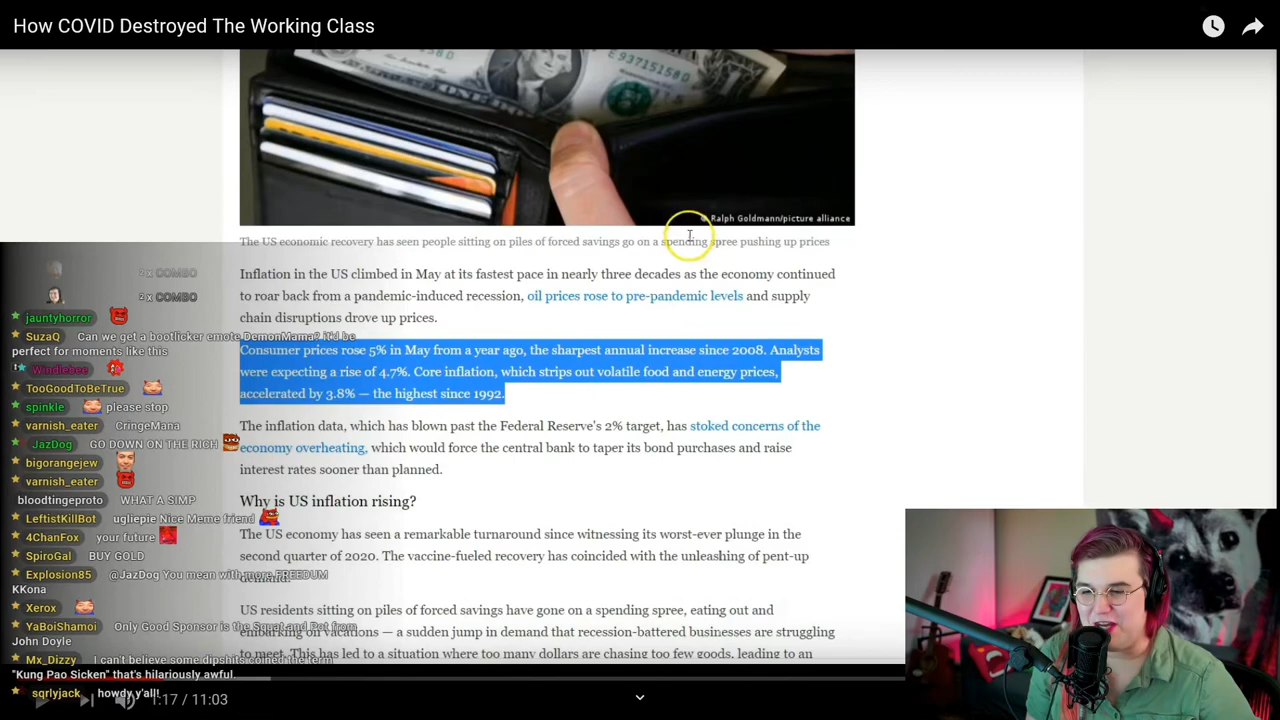 How COVID Destroyed The Working Class
E93715158D
Ralph Goldmann/picture alliance
The US economic recovery has seen people sitting on piles of forced savings go on a spending spree pushing up prices
Inflation in the US climbed in May at its fastest pace in nearly three decades as the economy continued
to roar back from a pandemic-induced recession, oil prices rose to pre-pandemic levels and supply
chain disruptions drove up prices.
Consumer prices rose 5% in May from a year ago, the sharpest annual increase since 2008. Analysts
were expecting a rise of 4.7%. Core inflation, which strips out volatile food and energy prices,
accelerated by 3.8% — the highest since 1992.
The inflation data, which has blown past the Federal Reserve's 2% target, has stoked concerns of the
economy overheating, which would force the central bank to taper its bond purchases and raise
interest rates sooner than planned.
Why is US inflation rising?
The US economy has seen a remarkable turnaround since witnessing its worst-ever plunge in the
second quarter of 2020. The vaccine-fueled recovery has coincided with the unleashing of pent-up
demand.
US residents sitting on piles of forced savings have gone on a spending spree, eating out and
embarking on vacations — a sudden jump in demand that recession-battered businesses are struggling
to meet. This has led to a situation where too many dollars are chasing too few goods, leading to an
2 x COMBO
jauntyhorror
SuzaQ Can we get a bootlicker emote DemonMama? it'd be
perfect for moments like this
Windiebee
TooGoodToBeTrue
spinkle please stop
varnish_eater CringeMana
JazDog GO DOWN ON THE RICH
bigorangejew
varnish_eater
bloodtingeproto WHAT A SIMP
LeftistKillBot ugliepie Nice Meme friend
4ChanFox your future
SpiroGal BUY GOLD
Explosion85 @JazDog You mean with more FREEDUM
KKona
Xerox
YaBoiShamoi Only Good Sponsor is the Squat and Pot from
John Doyle
Mx_Dizzy I can't believe some dipshits coined the term
"Kung Pao Sicken" that's hilariously awful.
sqrlyjack howdy y'all!
1:17 / 11:03